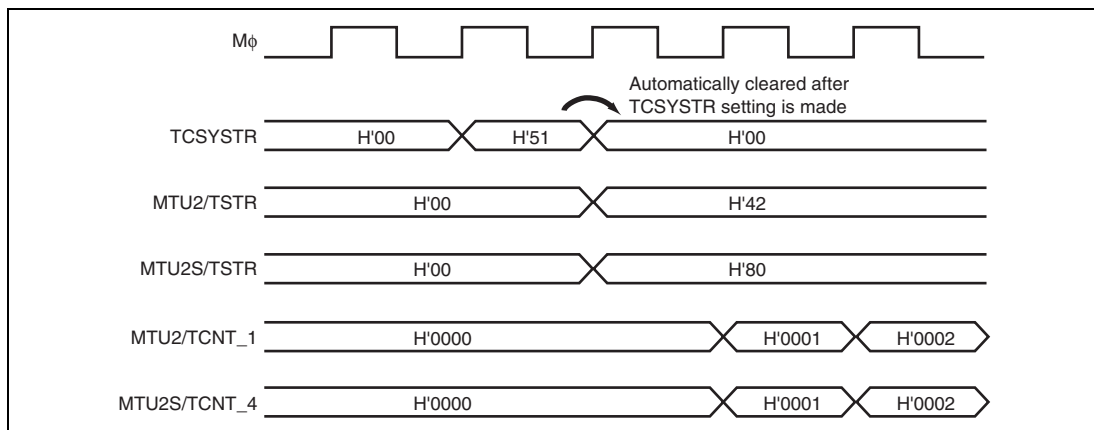 Mϕ
Automatically cleared after
TCSYSTR setting is made
TCSYSTR H'00 H'51 H'00
MTU2/TSTR H'00 H'42
MTU2S/TSTR H'00 H'80
MTU2/TCNT_1 H'0000 H'0001 H'0002
MTU2S/TCNT_4 H'0000 H'0001 H'0002